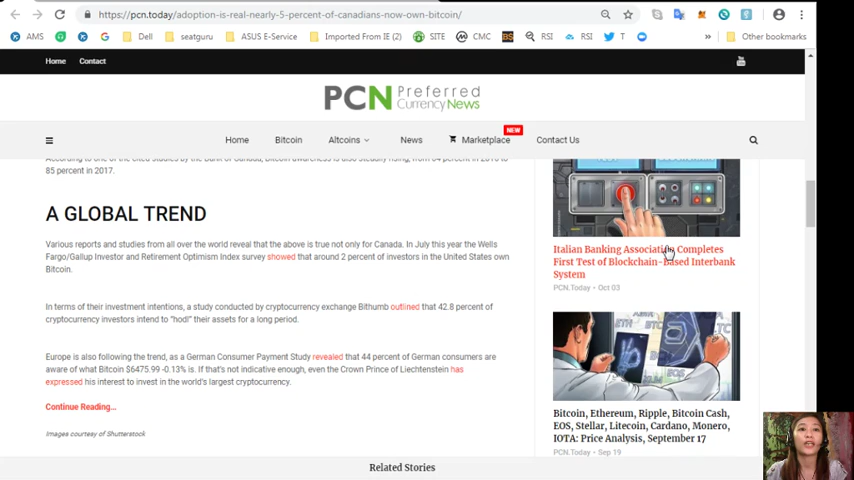 https://pcn.today/adoption-is-real-nearly-5-percent-of-canadians-now-own-bitcoin/
AMS Dell seatguru ASUS E-Service Imported From IE (2) SITE CMC BS RSI RSI T » Other bookmarks
Home Contact
PCN Preferred Currency News
NEW
Home Bitcoin Altcoins News Marketplace Contact Us
According to one of the cited studies by the Bank of Canada, Bitcoin awareness is also steadily rising, from 64 percent in 2016 to
85 percent in 2017.
A GLOBAL TREND
Various reports and studies from all over the world reveal that the above is true not only for Canada. In July this year the Wells
Fargo/Gallup Investor and Retirement Optimism Index survey showed that around 2 percent of investors in the United States own
Bitcoin.
In terms of their investment intentions, a study conducted by cryptocurrency exchange Bithumb outlined that 42.8 percent of
cryptocurrency investors intend to "hodl" their assets for a long period.
Europe is also following the trend, as a German Consumer Payment Study revealed that 44 percent of German consumers are
aware of what Bitcoin $6475.99 -0.13% is. If that's not indicative enough, even the Crown Prince of Liechtenstein has
expressed his interest to invest in the world's largest cryptocurrency.
Continue Reading...
Images courtesy of Shutterstock
Italian Banking Association Completes
First Test of Blockchain-Based Interbank
System
PCN.Today • Oct 03
ETH BTC
Bitcoin, Ethereum, Ripple, Bitcoin Cash,
EOS, Stellar, Litecoin, Cardano, Monero,
IOTA: Price Analysis, September 17
PCN.Today • Sep 19
Related Stories